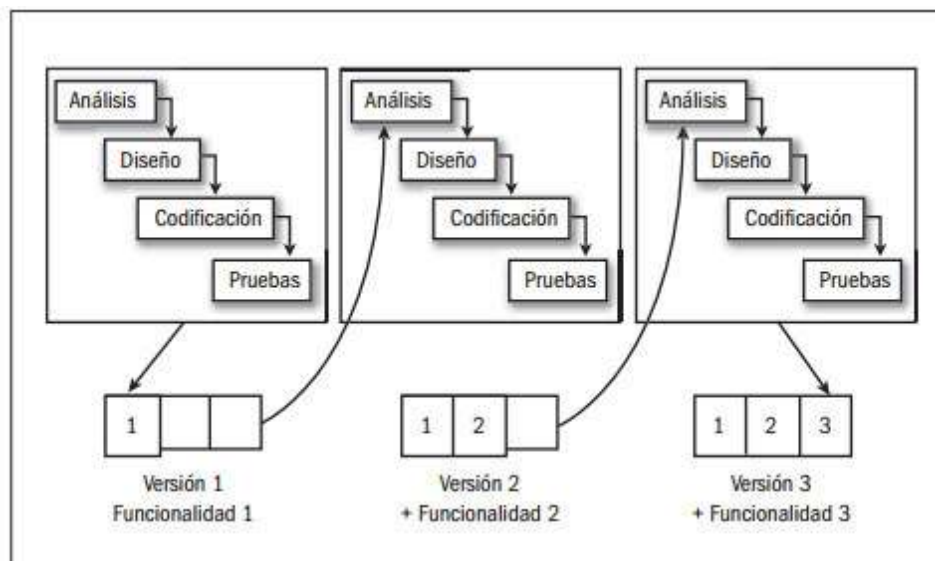 Análisis
Diseño
Codificación
Pruebas
Análisis
Diseño
Codificación
Pruebas
Análisis
Diseño
Codificación
Pruebas
1
1 2
1 2 3
Versión 1
Funcionalidad 1
Versión 2
+ Funcionalidad 2
Versión 3
+ Funcionalidad 3